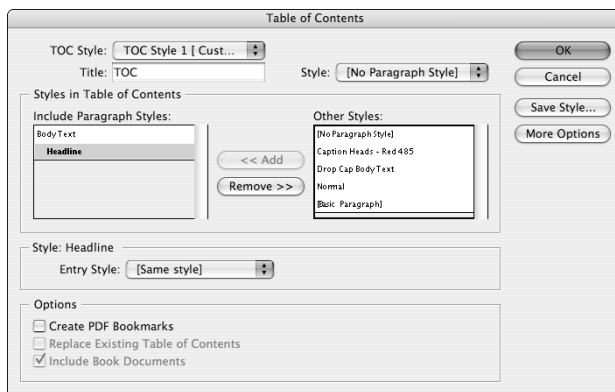 Table of Contents
TOC Style: TOC Style 1 [ Cust...
Title: TOC
Style: [No Paragraph Style]
OK
Cancel
Save Style...
More Options
Styles in Table of Contents
Include Paragraph Styles:
Body Text
Headline
<< Add
Remove >>
Other Styles:
[No Paragraph Style]
Caption Heads - Red 485
Drop Cap Body Text
Normal
[Basic Paragraph]
Style: Headline
Entry Style: [Same style]
Options
Create PDF Bookmarks
Replace Existing Table of Contents
Include Book Documents